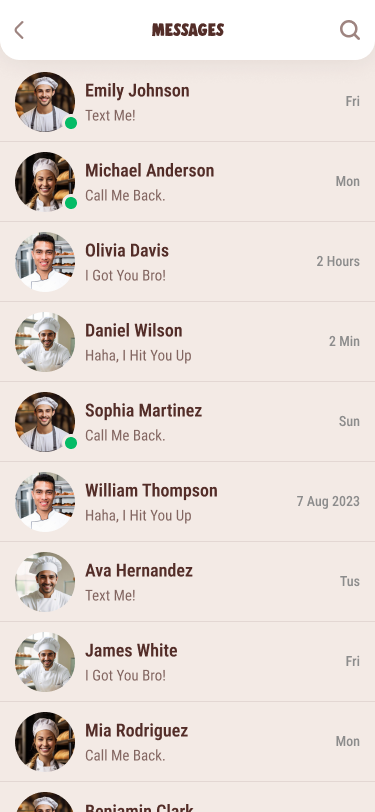 MESSAGES
Emily Johnson
Fri
Text Me!
Michael Anderson
Mon
Call Me Back.
Olivia Davis
2 Hours
I Got You Bro!
Daniel Wilson
2 Min
Haha, I Hit You Up
Sophia Martinez
Sun
Call Me Back.
William Thompson
7 Aug 2023
Haha, I Hit You Up
Ava Hernandez
Tus
Text Me!
James White
Fri
I Got You Bro!
Mia Rodriguez
Mon
Call Me Back.
Benjamin Clark